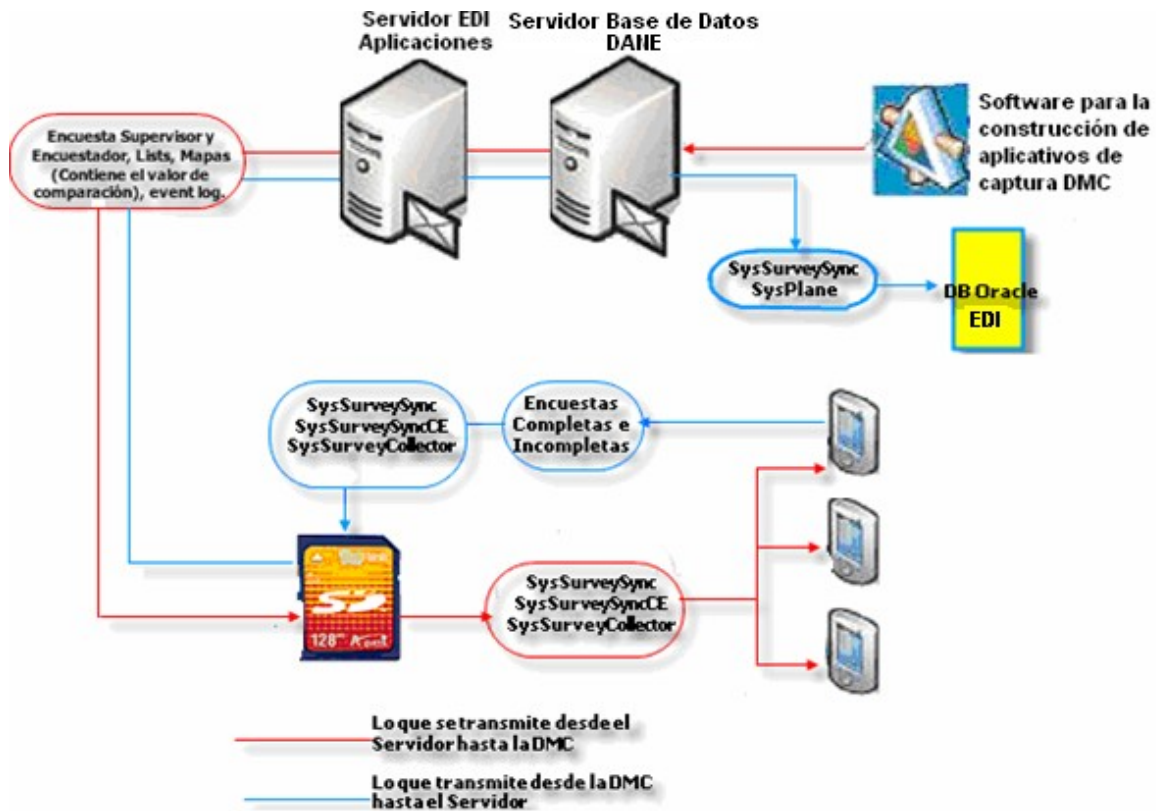 Servidor EDI
Aplicaciones
Servidor Base de Datos
DANE
Software para la
construcción de
aplicativos de
captura DMC
Encuesta Supervisor y
Encuestador, Lists, Mapas
(Contiene el valor de
comparación), event log.
SysSurveySync
SysPlane
DB Oracle
EDI
SysSurveySync
SysSurveySyncCE
SysSurveyCollector
Encuestas
Completas e
Incompletas
SD
128
SysSurveySync
SysSurveySyncCE
SysSurveyCollector
Lo que se transmite desde el
Servidor hasta la DMC
Lo que transmite desde la DMC
hasta el Servidor